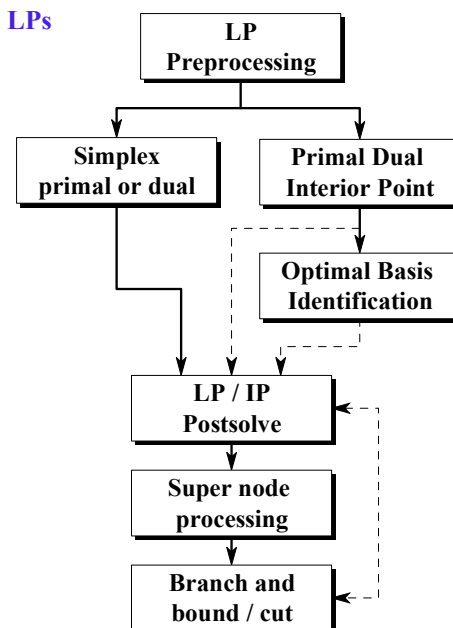 LPs
LP
Preprocessing
Simplex
primal or dual
Primal Dual
Interior Point
Optimal Basis
Identification
LP / IP
Postsolve
Super node
processing
Branch and
bound / cut